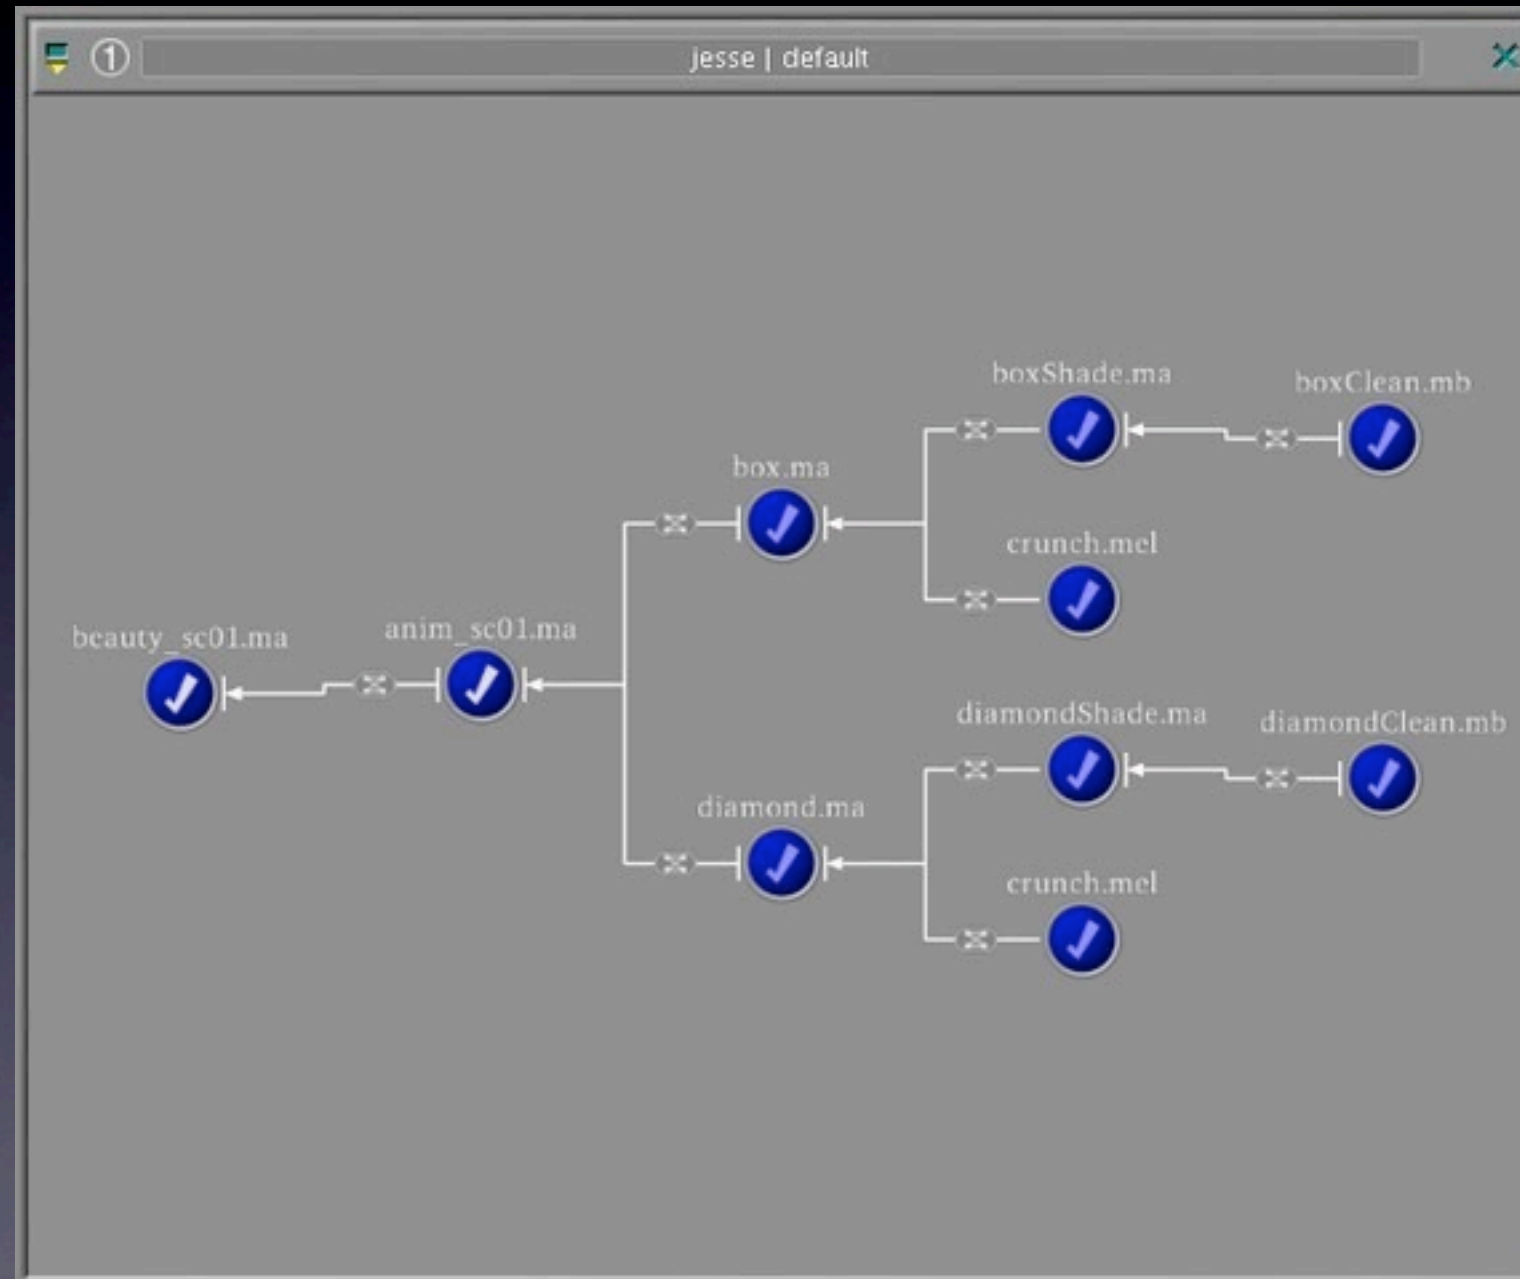 1
jesse | default
boxShade.ma
boxClean.mb
box.ma
crunch.mel
beauty_sc01.ma
anim_sc01.ma
diamondShade.ma
diamondClean.mb
diamond.ma
crunch.mel